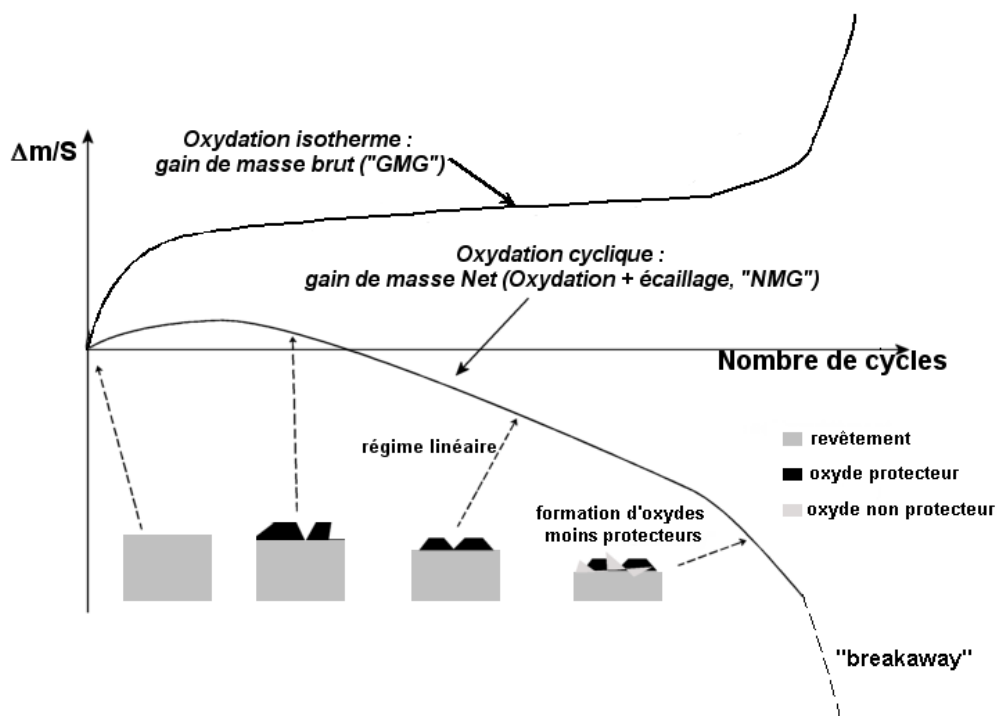 Δm/S
Oxydation isotherme :
gain de masse brut ("GMG")
Oxydation cyclique :
gain de masse Net (Oxydation + écaillage, "NMG")
Nombre de cycles
régime linéaire
revêtement
oxyde protecteur
oxyde non protecteur
formation d'oxydes
moins protecteurs
"breakaway"